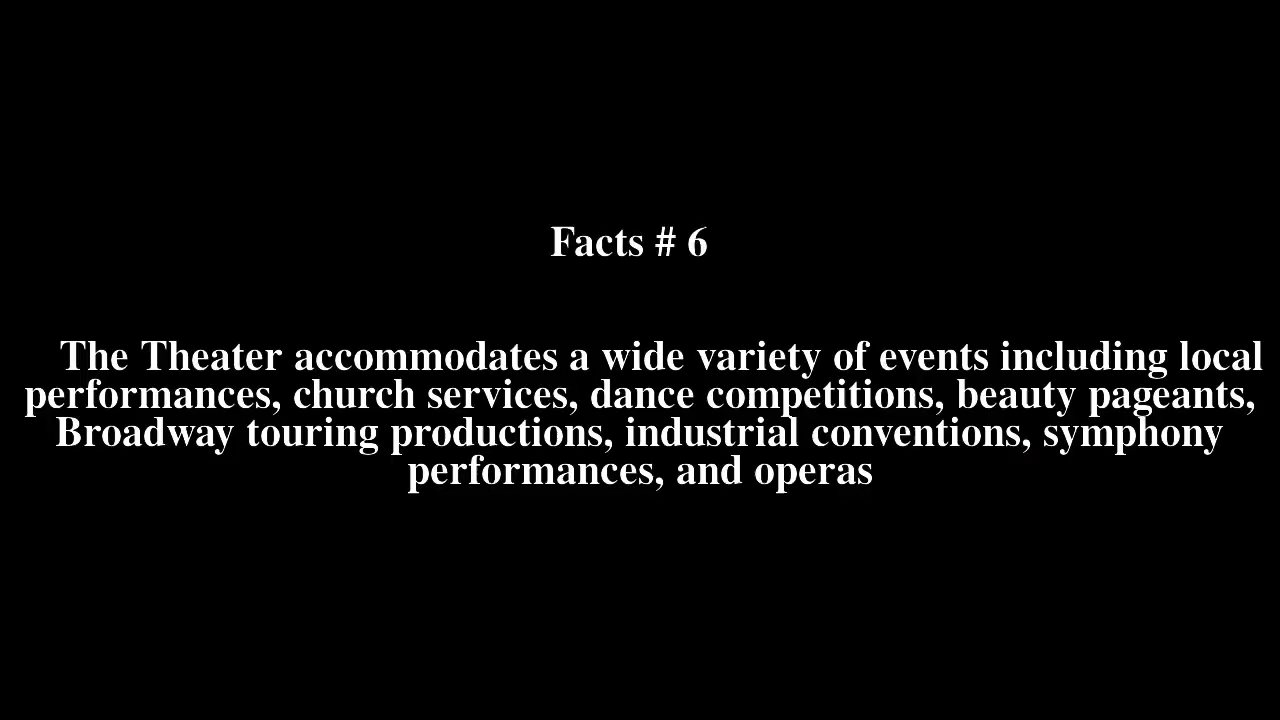 Facts # 6
The Theater accommodates a wide variety of events including local
performances, church services, dance competitions, beauty pageants,
Broadway touring productions, industrial conventions, symphony
performances, and operas